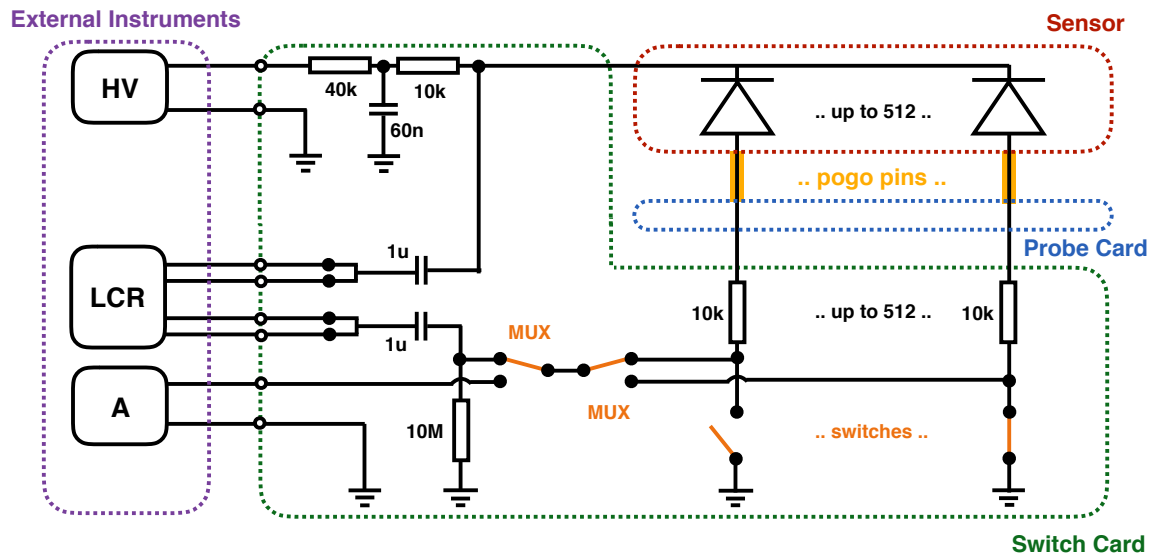 External Instruments
Sensor
HV
40k
10k
60n
.. up to 512 ..
.. pogo pins ..
Probe Card
1u
LCR
1u
10k
.. up to 512 ..
10k
MUX
A
MUX
10M
.. switches ..
Switch Card